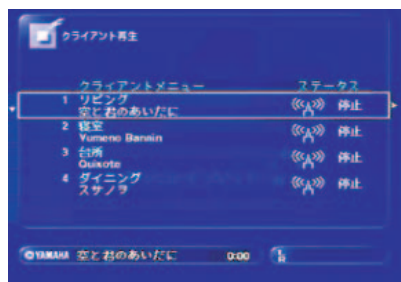 クライアント再生
クライアントメニュー ステータス
1 リビング 停止
空と君のあいだに
2 寝室 停止
Yumeno Bannin
3 台所 停止
Quixote
4 ダイニング 停止
スサノヲ
YAMAHA 空と君のあいだに 0:00